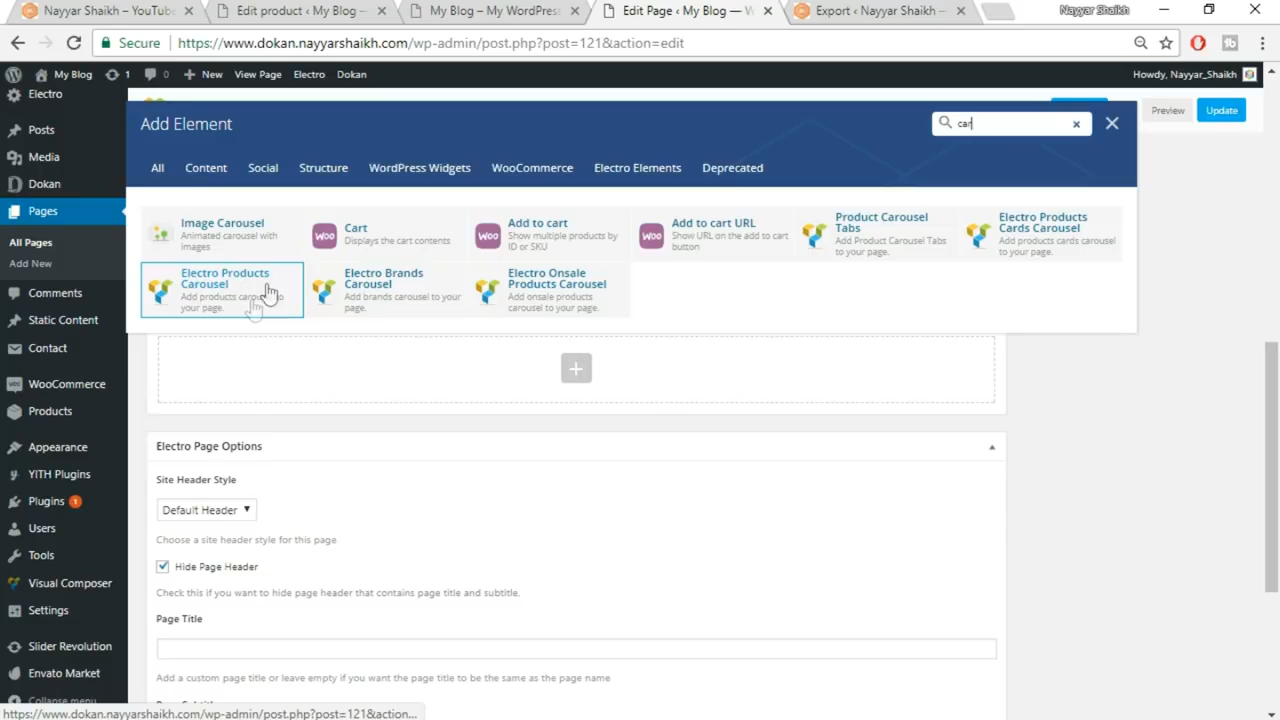 Nayyar Shaikh – YouTube
Edit product ‹ My Blog –
My Blog – My WordPress
Edit Page ‹ My Blog — W
Export ‹ Nayyar Shaikh –
Nayyar Shaikh
Secure
https://www.dokan.nayyarshaikh.com/wp-admin/post.php?post=121&action=edit
My Blog
1
0
New
View Page
Electro
Dokan
Howdy, Nayyar_Shaikh
Electro
Posts
Media
Dokan
Pages
All Pages
Add New
Comments
Static Content
Contact
WooCommerce
Products
Appearance
YITH Plugins
Plugins 1
Users
Tools
Visual Composer
Settings
Slider Revolution
Envato Market
Collapse menu
Preview
Update
Add Element
car
All
Content
Social
Structure
WordPress Widgets
WooCommerce
Electro Elements
Deprecated
Image Carousel
Animated carousel with
images
Woo
Cart
Displays the cart contents
Woo
Add to cart
Show multiple products by
ID or SKU
Woo
Add to cart URL
Show URL on the add to cart
button
Product Carousel
Tabs
Add Product Carousel Tabs
to your page.
Electro Products
Cards Carousel
Add products cards carousel
to your page.
Electro Products
Carousel
Add products carousel to
your page.
Electro Brands
Carousel
Add brands carousel to your
page.
Electro Onsale
Products Carousel
Add onsale products
carousel to your page.
Electro Page Options
Site Header Style
Default Header
Choose a site header style for this page
Hide Page Header
Check this if you want to hide page header that contains page title and subtitle.
Page Title
Add a custom page title or leave empty if you want the page title to be the same as the page name
https://www.dokan.nayyarshaikh.com/wp-admin/post.php?post=121&action...